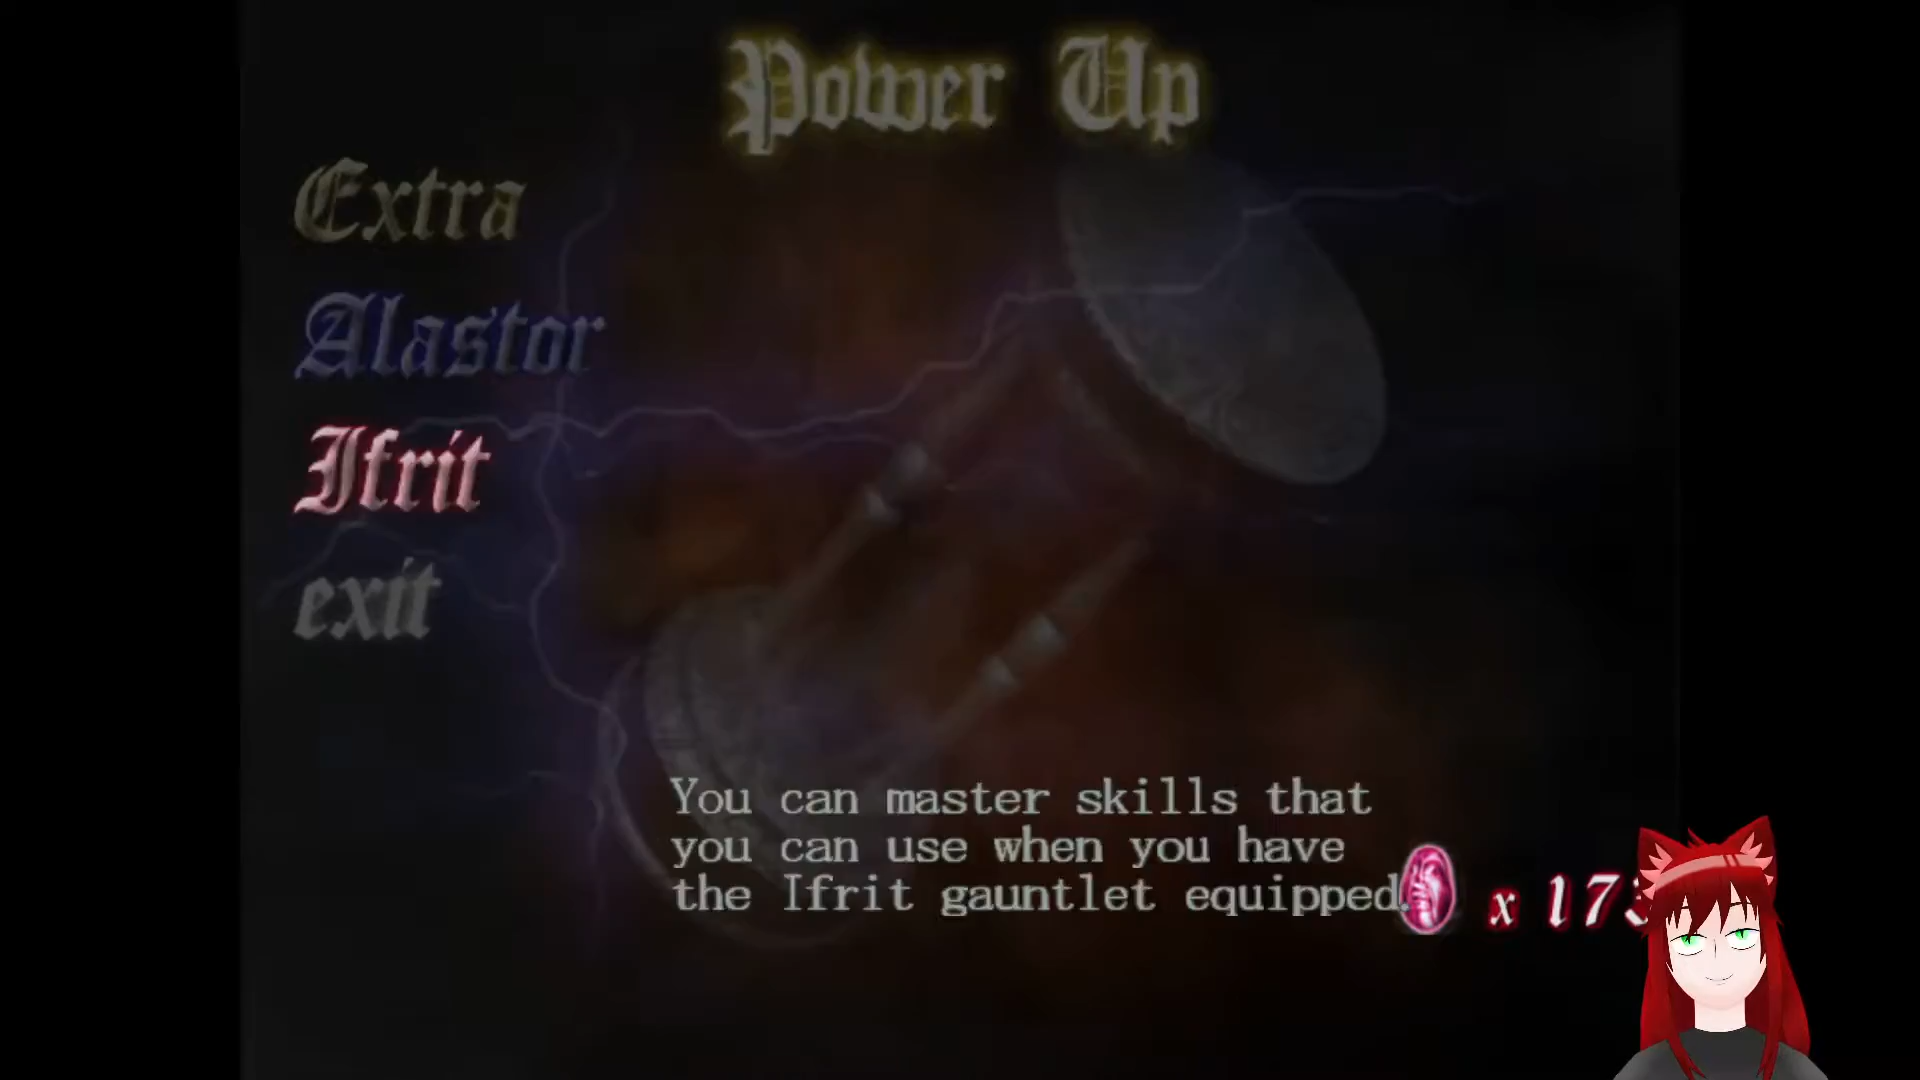 Power Up
Extra
Alastor
Ifrit
exit
You can master skills that
you can use when you have
the Ifrit gauntlet equipped.
x 173